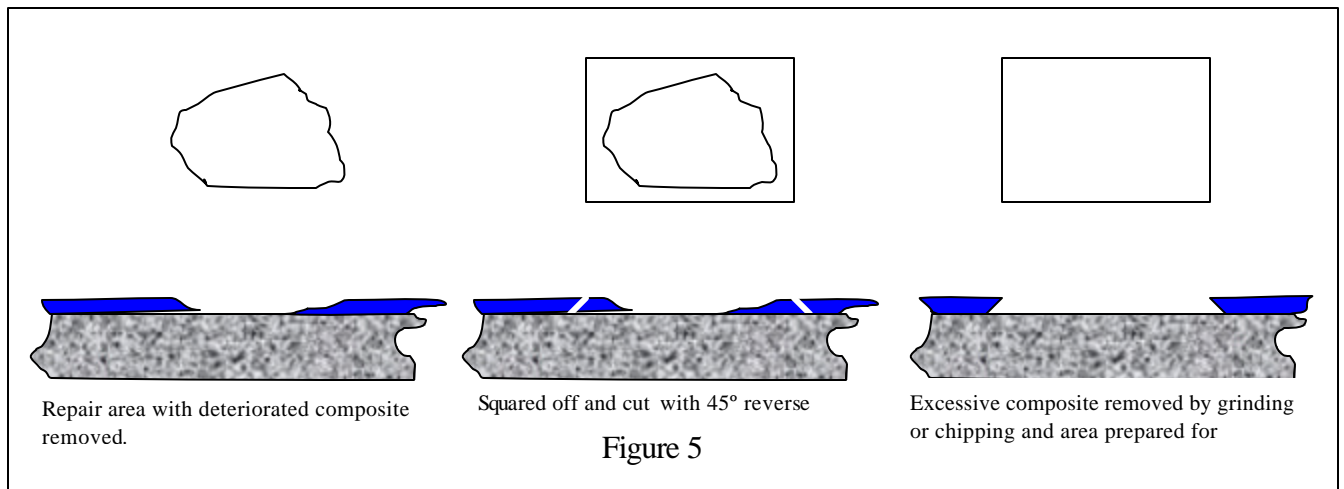 Repair area with deteriorated composite
removed.
Squared off and cut with 45° reverse
Excessive composite removed by grinding
or chipping and area prepared for
Figure 5